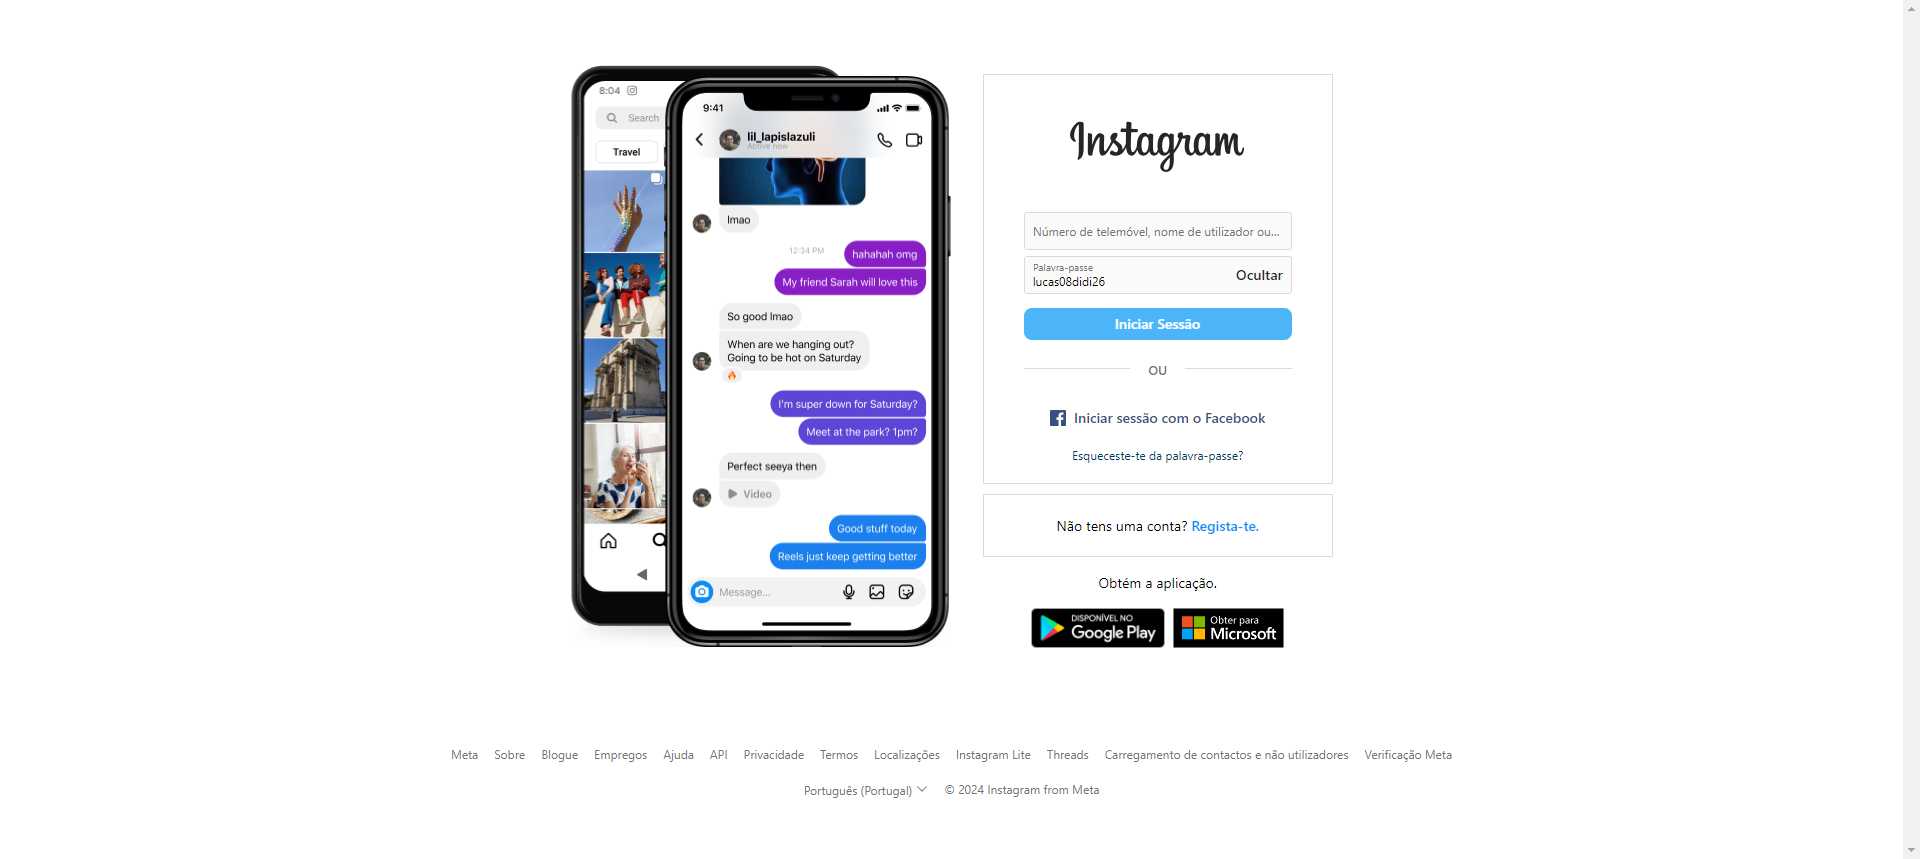 8:04
Search
Travel
9:41
lil_lapislazuli
Active now
lmao
12:34 PM
hahahah omg
My friend Sarah will love this
So good lmao
When are we hanging out?
Going to be hot on Saturday
I'm super down for Saturday?
Meet at the park? 1pm?
Perfect seeya then
Video
Good stuff today
Reels just keep getting better
Message...
Instagram
Número de telemóvel, nome de utilizador ou...
Palavra-passe
lucas08didi26
Ocultar
Iniciar Sessão
OU
Iniciar sessão com o Facebook
Esqueceste-te da palavra-passe?
Não tens uma conta? Regista-te.
Obtém a aplicação.
DISPONÍVEL NO
Google Play
Obter para
Microsoft
Meta Sobre Blogue Empregos Ajuda API Privacidade Termos Localizações Instagram Lite Threads Carregamento de contactos e não utilizadores Verificação Meta
Português (Portugal) © 2024 Instagram from Meta